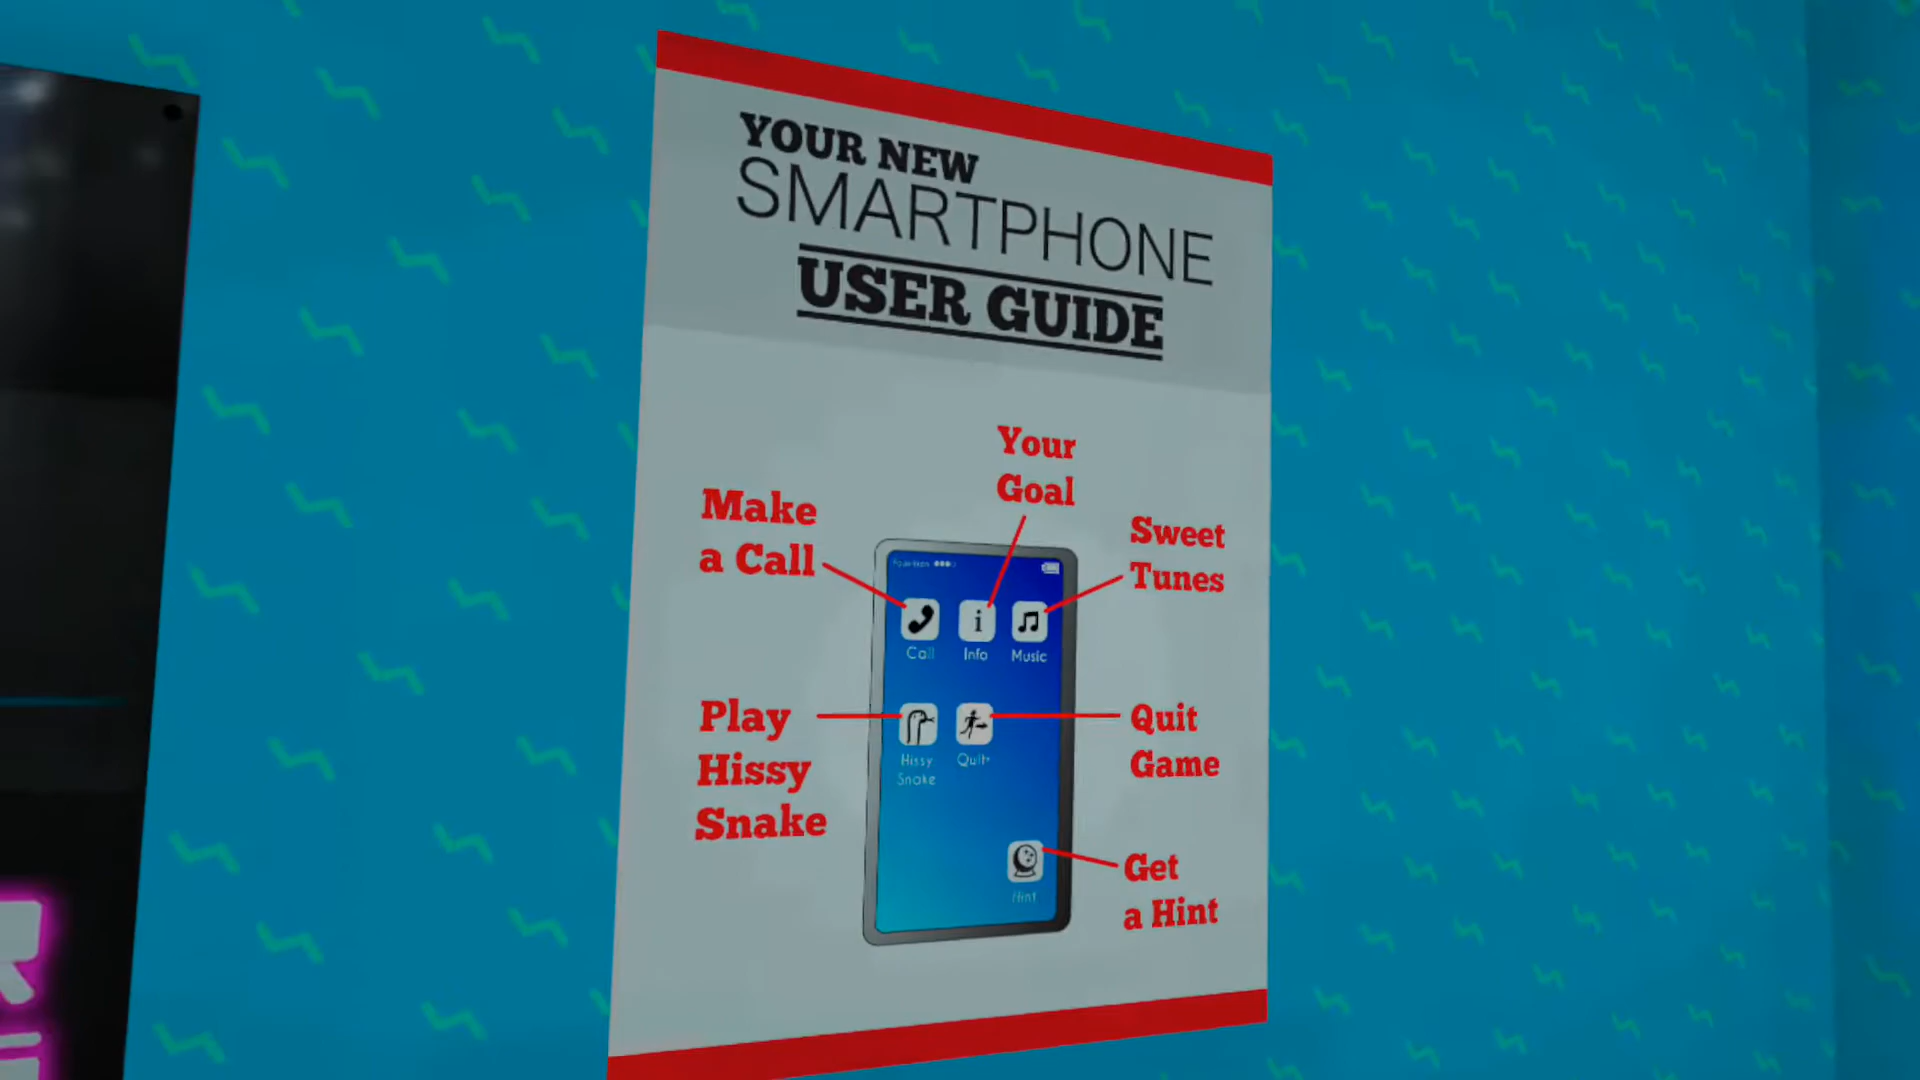 YOUR NEW
SMARTPHONE
USER GUIDE
Your
Goal
Make
a Call
Sweet
Tunes
Call
Info
Music
Play
Hissy
Snake
Quit
Game
Hissy
Snake
Quit
Get
a Hint
Hint